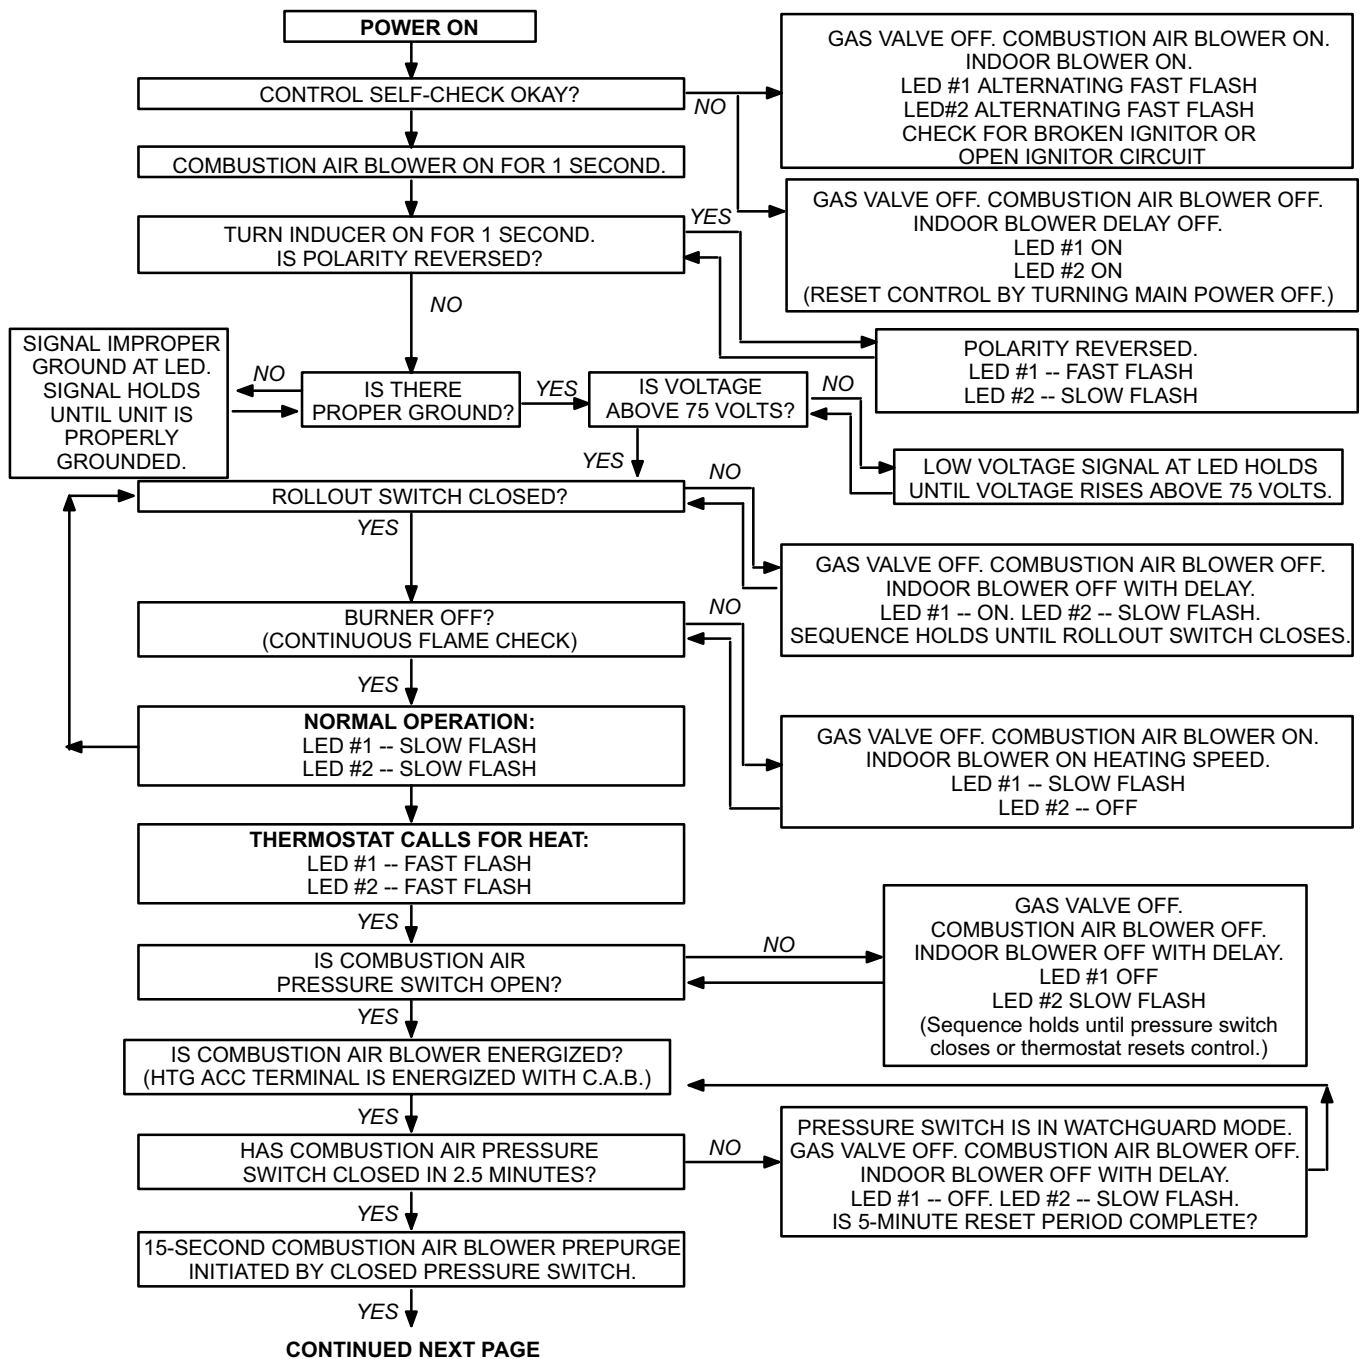 POWER ON
GAS VALVE OFF. COMBUSTION AIR BLOWER ON.
INDOOR BLOWER ON.
LED #1 ALTERNATING FAST FLASH
LED#2 ALTERNATING FAST FLASH
CHECK FOR BROKEN IGNITOR OR
OPEN IGNITOR CIRCUIT
CONTROL SELF-CHECK OKAY?
NO
COMBUSTION AIR BLOWER ON FOR 1 SECOND.
GAS VALVE OFF. COMBUSTION AIR BLOWER OFF.
INDOOR BLOWER DELAY OFF.
LED #1 ON
LED #2 ON
(RESET CONTROL BY TURNING MAIN POWER OFF.)
TURN INDUCER ON FOR 1 SECOND.
IS POLARITY REVERSED?
YES
NO
POLARITY REVERSED.
LED #1 -- FAST FLASH
LED #2 -- SLOW FLASH
SIGNAL IMPROPER
GROUND AT LED.
SIGNAL HOLDS
UNTIL UNIT IS
PROPERLY
GROUNDED.
NO
IS THERE
PROPER GROUND?
YES
IS VOLTAGE
ABOVE 75 VOLTS?
NO
YES
LOW VOLTAGE SIGNAL AT LED HOLDS
UNTIL VOLTAGE RISES ABOVE 75 VOLTS.
ROLLOUT SWITCH CLOSED?
NO
YES
GAS VALVE OFF. COMBUSTION AIR BLOWER OFF.
INDOOR BLOWER OFF WITH DELAY.
LED #1 -- ON. LED #2 -- SLOW FLASH.
SEQUENCE HOLDS UNTIL ROLLOUT SWITCH CLOSES.
BURNER OFF?
(CONTINUOUS FLAME CHECK)
NO
YES
NORMAL OPERATION:
LED #1 -- SLOW FLASH
LED #2 -- SLOW FLASH
GAS VALVE OFF. COMBUSTION AIR BLOWER ON.
INDOOR BLOWER ON HEATING SPEED.
LED #1 -- SLOW FLASH
LED #2 -- OFF
THERMOSTAT CALLS FOR HEAT:
LED #1 -- FAST FLASH
LED #2 -- FAST FLASH
YES
IS COMBUSTION AIR
PRESSURE SWITCH OPEN?
NO
YES
GAS VALVE OFF.
COMBUSTION AIR BLOWER OFF.
INDOOR BLOWER OFF WITH DELAY.
LED #1 OFF
LED #2 SLOW FLASH
(Sequence holds until pressure switch
closes or thermostat resets control.)
IS COMBUSTION AIR BLOWER ENERGIZED?
(HTG ACC TERMINAL IS ENERGIZED WITH C.A.B.)
YES
HAS COMBUSTION AIR PRESSURE
SWITCH CLOSED IN 2.5 MINUTES?
NO
YES
PRESSURE SWITCH IS IN WATCHGUARD MODE.
GAS VALVE OFF. COMBUSTION AIR BLOWER OFF.
INDOOR BLOWER OFF WITH DELAY.
LED #1 -- OFF. LED #2 -- SLOW FLASH.
IS 5-MINUTE RESET PERIOD COMPLETE?
15-SECOND COMBUSTION AIR BLOWER PREPURGE
INITIATED BY CLOSED PRESSURE SWITCH.
YES
CONTINUED NEXT PAGE